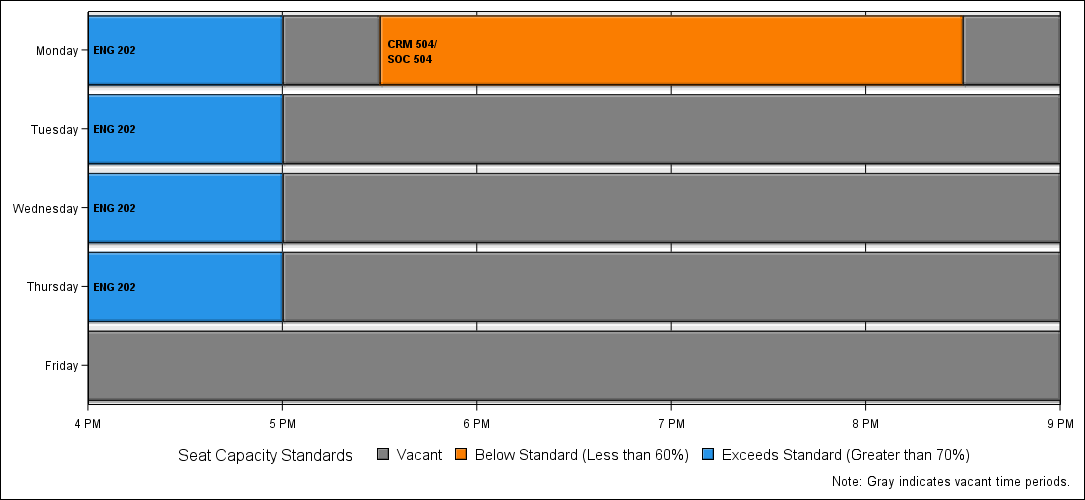 Monday
ENG 202
CRM 504/
SOC 504
Tuesday
ENG 202
Wednesday
ENG 202
Thursday
ENG 202
Friday
4 PM 5 PM 6 PM 7 PM 8 PM 9 PM
Seat Capacity Standards Vacant Below Standard (Less than 60%) Exceeds Standard (Greater than 70%)
Note: Gray indicates vacant time periods.